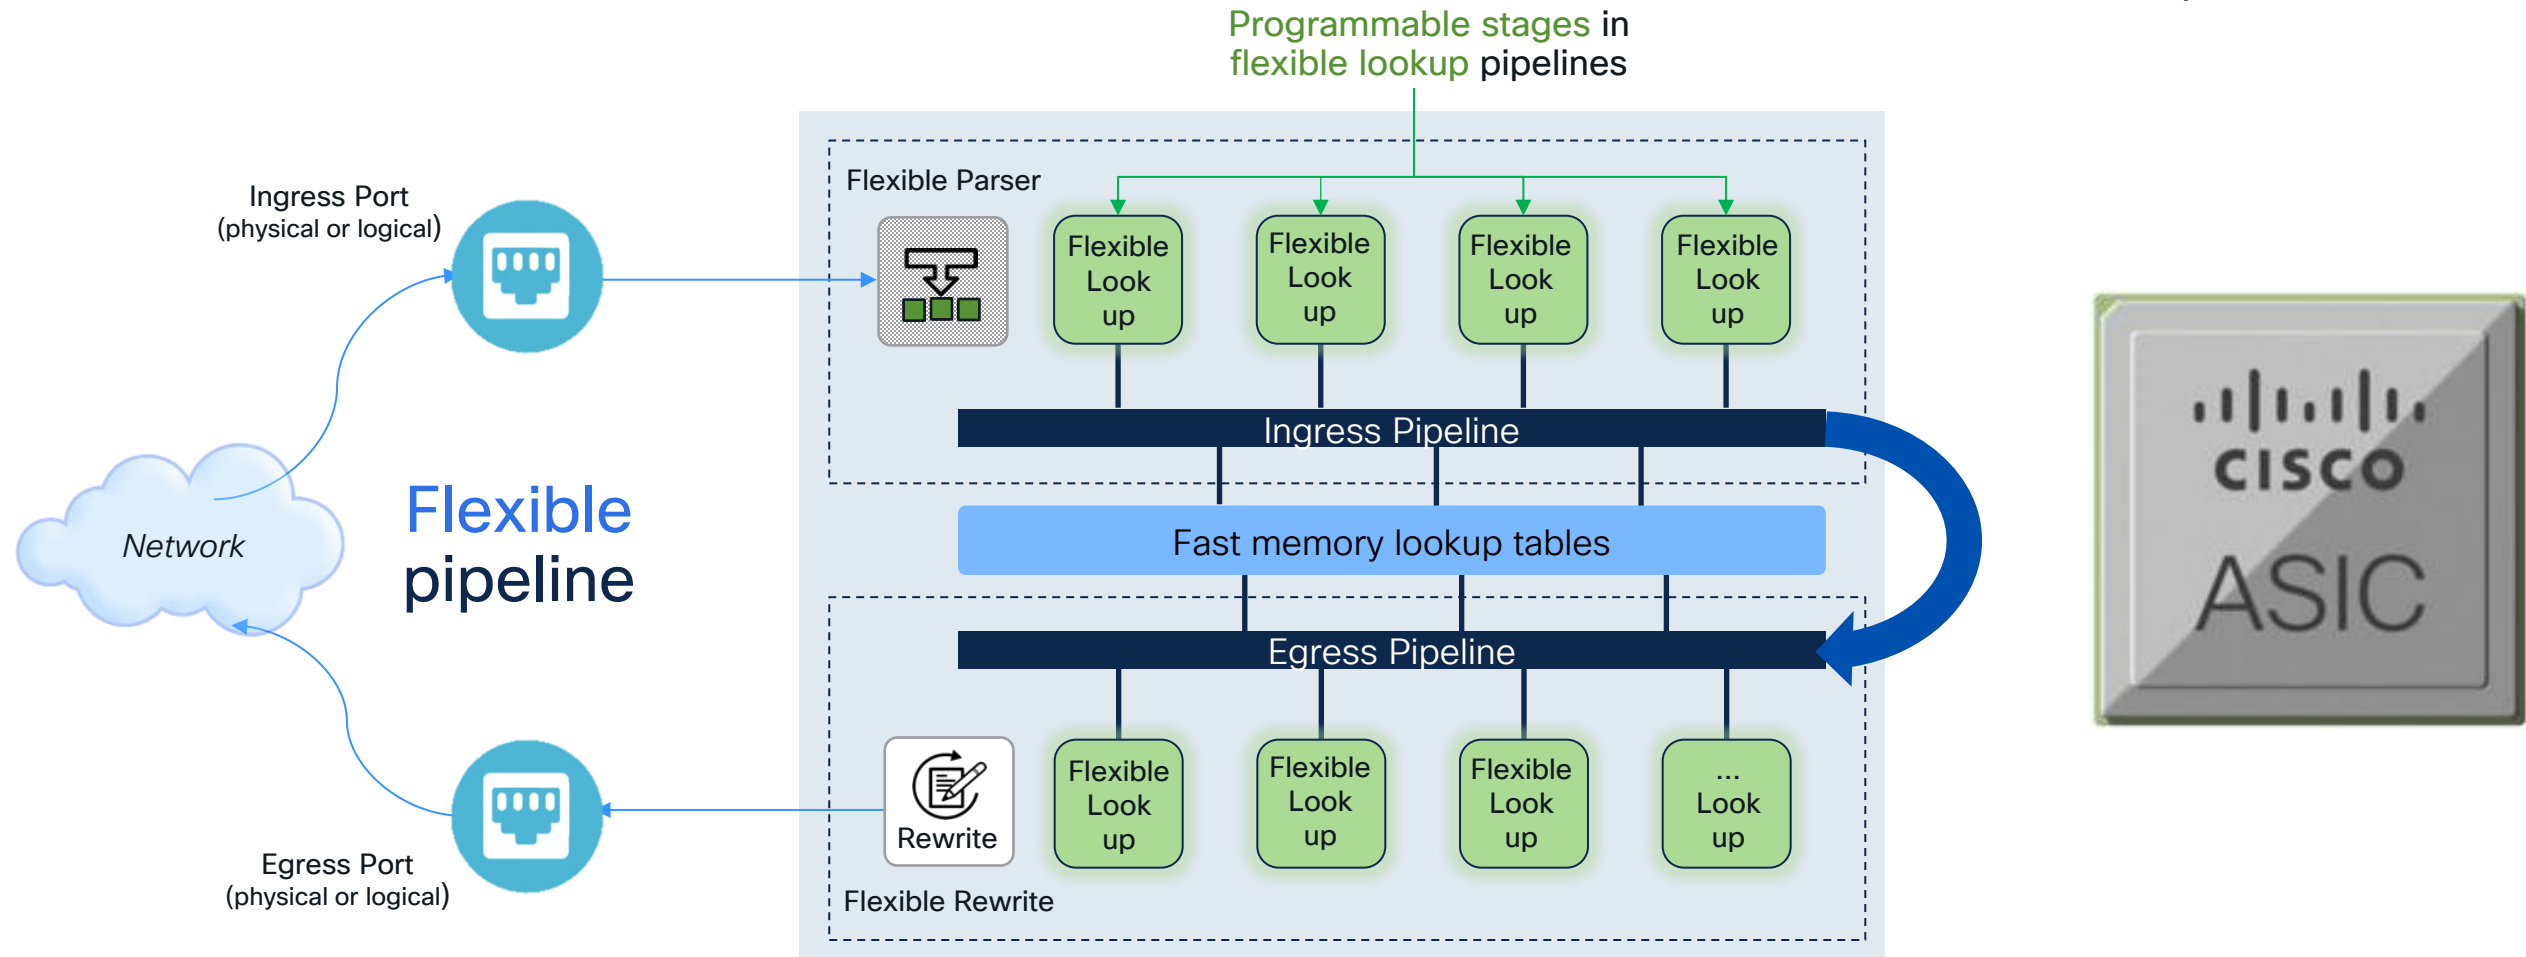 Programmable stages in
flexible lookup pipelines
Ingress Port
(physical or logical)
Flexible Parser
Flexible
Look
up
Flexible
Look
up
Flexible
Look
up
Flexible
Look
up
Ingress Pipeline
Network
Flexible
pipeline
Fast memory lookup tables
Egress Pipeline
Egress Port
(physical or logical)
Rewrite
Flexible
Look
up
Flexible
Look
up
Flexible
Look
up
...
Look
up
Flexible Rewrite
CISCO
ASIC